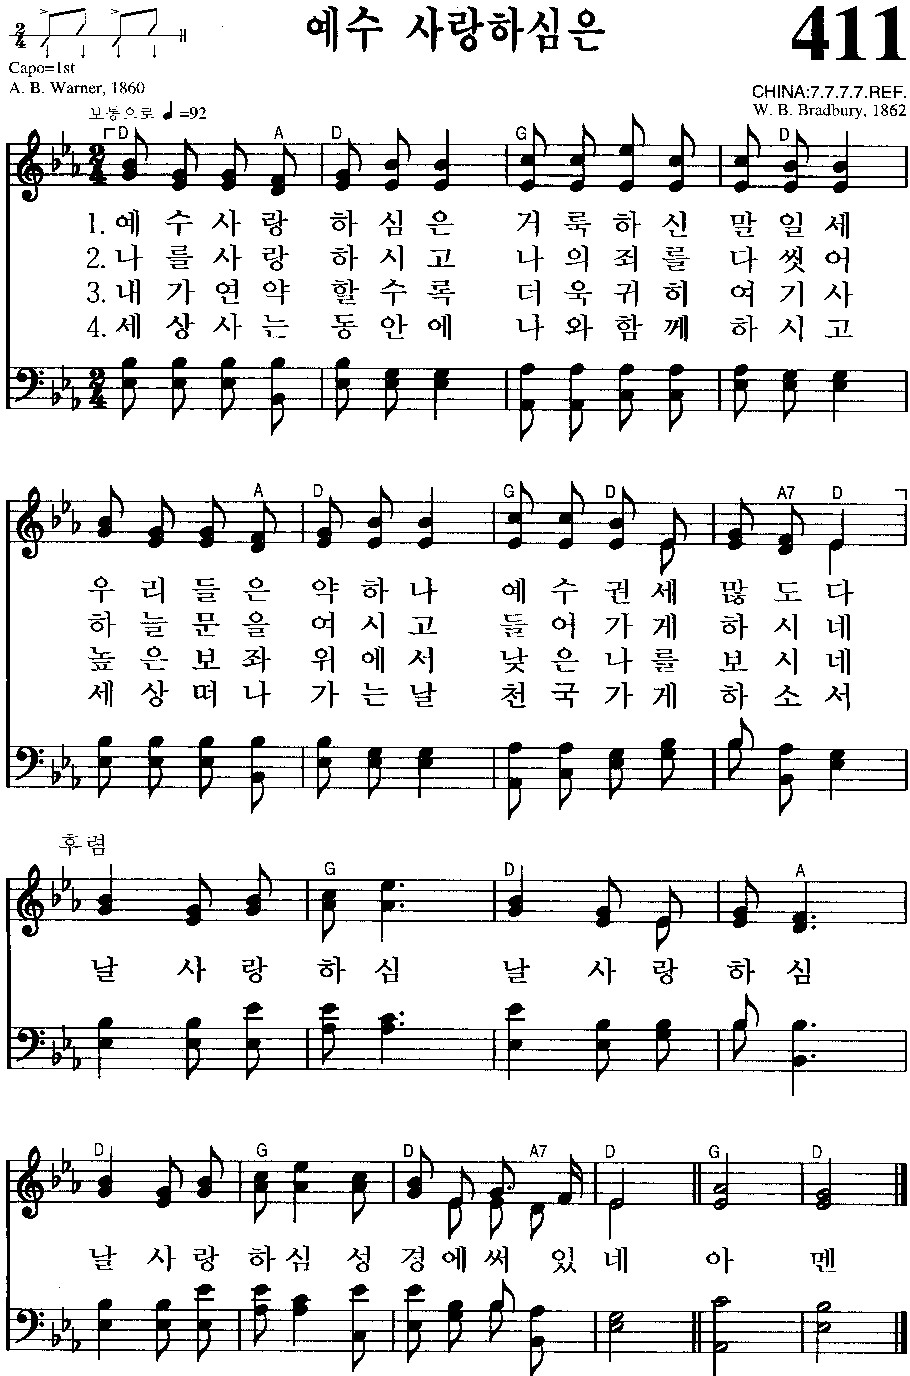 예수 사랑하심은
411
2/4
Capo=1st
A. B. Warner, 1860
CHINA:7.7.7.7.REF.
W. B. Bradbury, 1862
보통으로 ♩=92
D A D G D
1. 예 수 사 랑 하 심 은 거 룩 하 신 말 일 세
2. 나 를 사 랑 하 시 고 나 의 죄 를 다 씻 어
3. 내 가 연 약 할 수 록 더 욱 귀 히 여 기 사
4. 세 상 사 는 동 안 에 나 와 함 께 하 시 고
A D G D A7 D
우 리 들 은 약 하 나 예 수 권 세 많 도 다
하 늘 문 을 여 시 고 들 어 가 게 하 시 네
높 은 보 좌 위 에 서 낮 은 나 를 보 시 네
세 상 떠 나 가 는 날 천 국 가 게 하 소 서
후렴
G D A
날 사 랑 하 심 날 사 랑 하 심
D G D A7 D G D
날 사 랑 하 심 성 경 에 써 있 네 아 멘